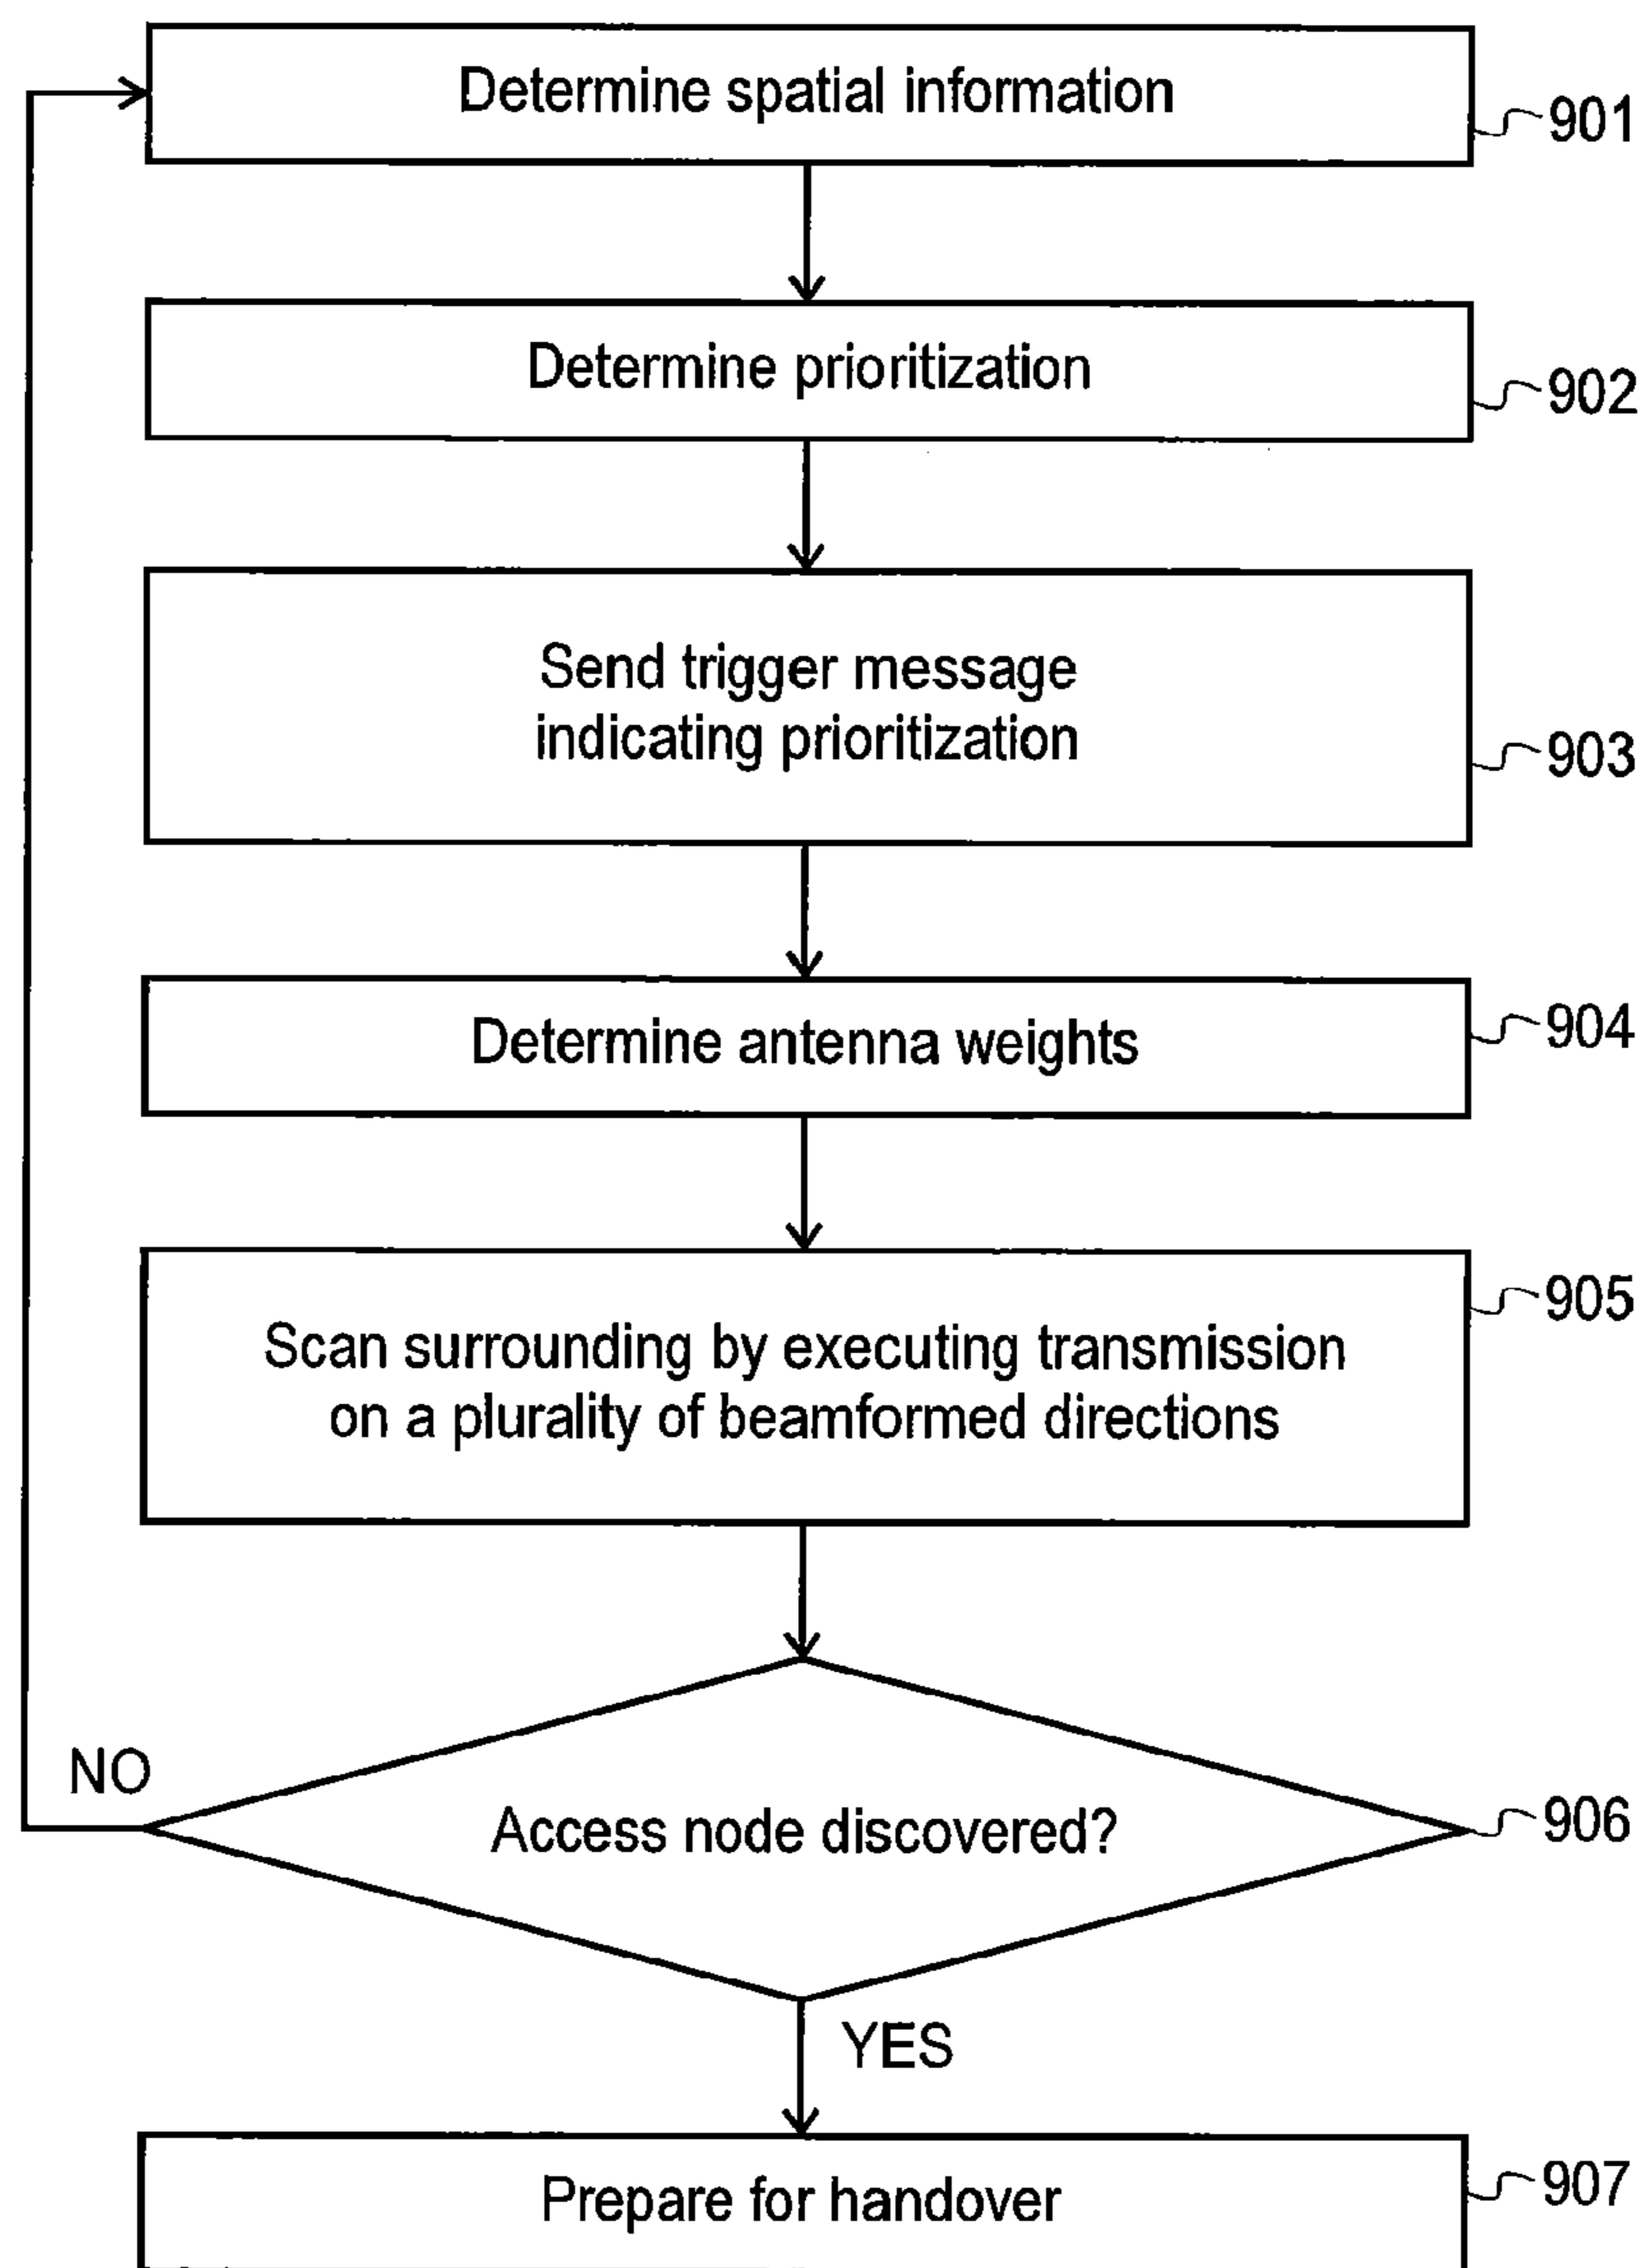 Determine spatial information
901
Determine prioritization
902
Send trigger message
indicating prioritization
903
Determine antenna weights
904
Scan surrounding by executing transmission
on a plurality of beamformed directions
905
NO
Access node discovered?
906
YES
Prepare for handover
907